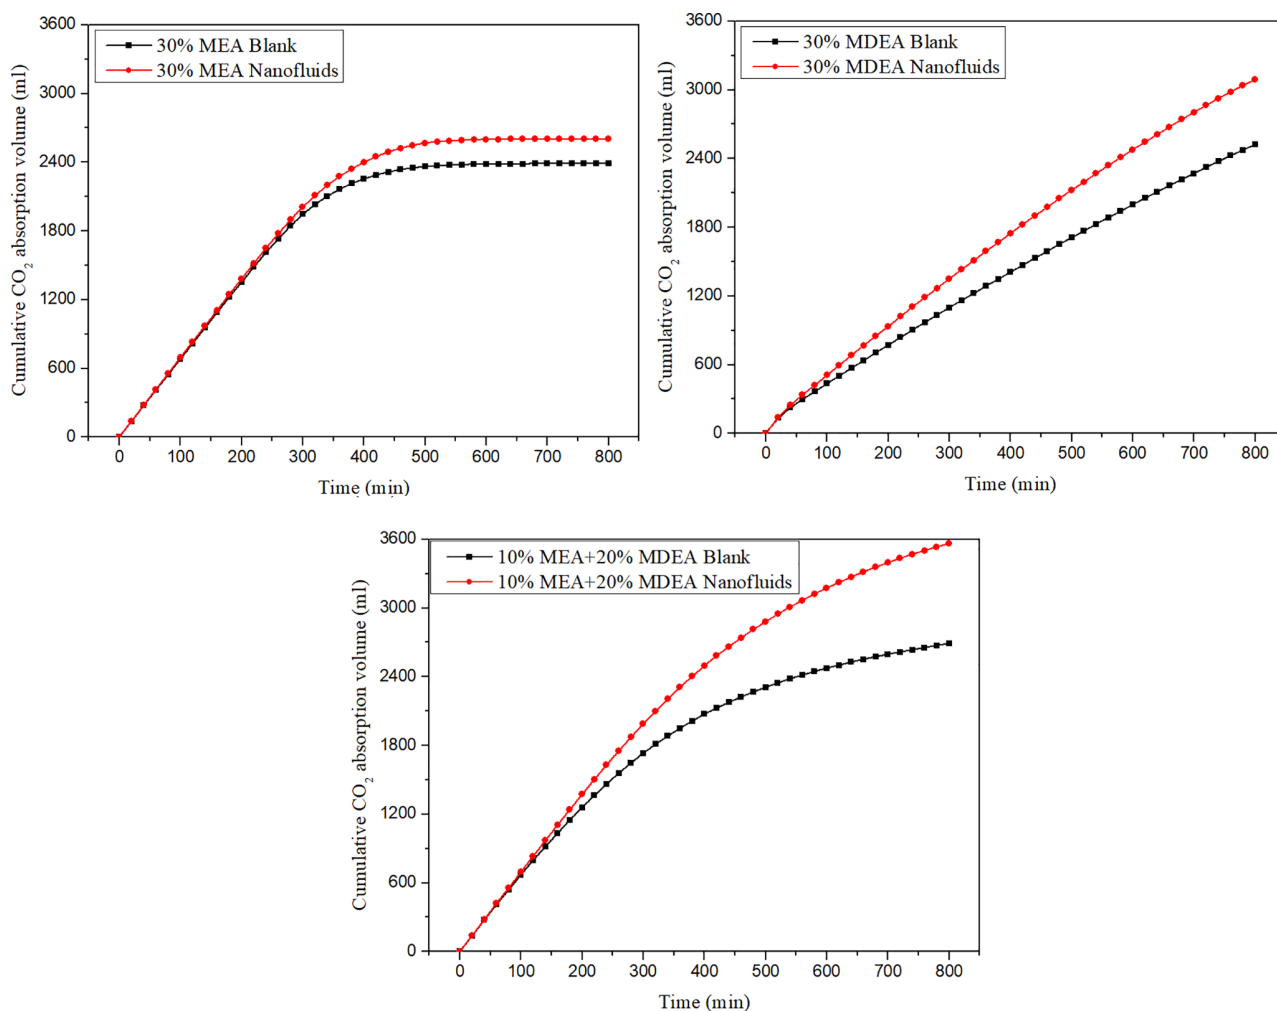 30% MEA Blank
30% MEA Nanofluids
Cumulative CO₂ absorption volume (ml)
3600
3000
2400
1800
1200
600
0
0 100 200 300 400 500 600 700 800
Time (min)
30% MDEA Blank
30% MDEA Nanofluids
Cumulative CO₂ absorption volume (ml)
3600
3000
2400
1800
1200
600
0
0 100 200 300 400 500 600 700 800
Time (min)
10% MEA+20% MDEA Blank
10% MEA+20% MDEA Nanofluids
Cumulative CO₂ absorption volume (ml)
3600
3000
2400
1800
1200
600
0
0 100 200 300 400 500 600 700 800
Time (min)